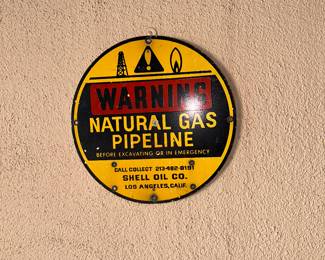 WARNING
NATURAL GAS
PIPELINE
BEFORE EXCAVATING OR IN EMERGENCY
CALL COLLECT 213-482-8191
SHELL OIL CO.
LOS ANGELES, CALIF.